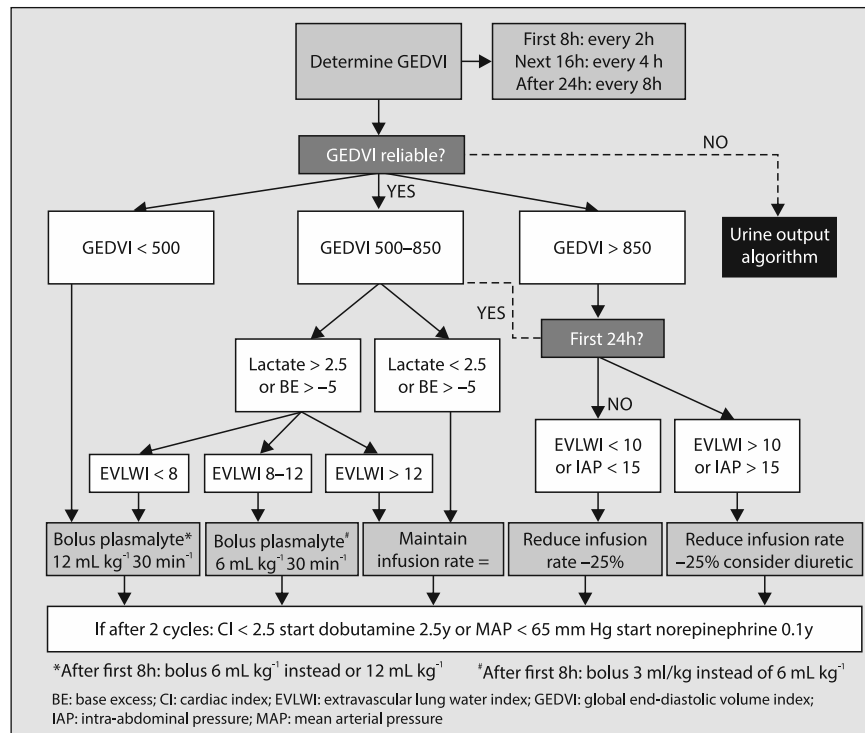 Determine GEDVI
First 8h: every 2h
Next 16h: every 4 h
After 24h: every 8h
GEDVI reliable?
NO
YES
Urine output
algorithm
GEDVI < 500
GEDVI 500–850
GEDVI > 850
YES
First 24h?
Lactate > 2.5
or BE > –5
Lactate < 2.5
or BE > –5
NO
EVLWI < 10
or IAP < 15
EVLWI > 10
or IAP > 15
EVLWI < 8
EVLWI 8–12
EVLWI > 12
Bolus plasmalyte*
12 mL kg⁻¹ 30 min⁻¹
Bolus plasmalyte#
6 mL kg⁻¹ 30 min⁻¹
Maintain
infusion rate =
Reduce infusion
rate –25%
Reduce infusion rate
–25% consider diuretic
If after 2 cycles: CI < 2.5 start dobutamine 2.5y or MAP < 65 mm Hg start norepinephrine 0.1y
*After first 8h: bolus 6 mL kg⁻¹ instead or 12 mL kg⁻¹
#After first 8h: bolus 3 ml/kg instead of 6 mL kg⁻¹
BE: base excess; CI: cardiac index; EVLWI: extravascular lung water index; GEDVI: global end-diastolic volume index;
IAP: intra-abdominal pressure; MAP: mean arterial pressure